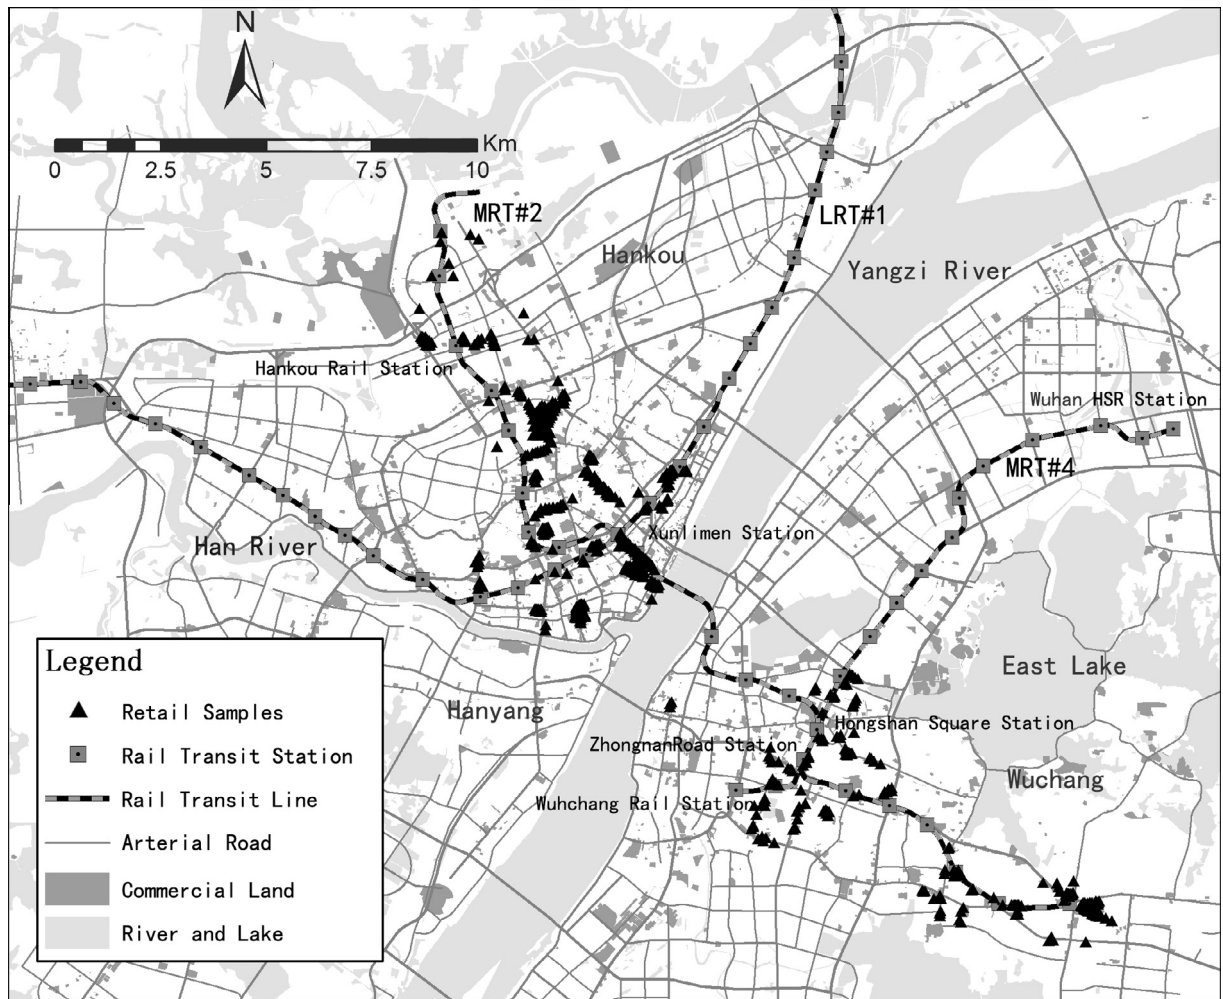 N
Km
0 2.5 5 7.5 10
MRT#2
LRT#1
Hankou
Yangzi River
Hankou Rail Station
Wuhan HSR Station
MRT#4
Xunlimen Station
Han River
East Lake
Hanyang
Hongshan Square Station
ZhongnanRoad Station
Wuchang
Wuhchang Rail Station
Legend
Retail Samples
Rail Transit Station
Rail Transit Line
Arterial Road
Commercial Land
River and Lake